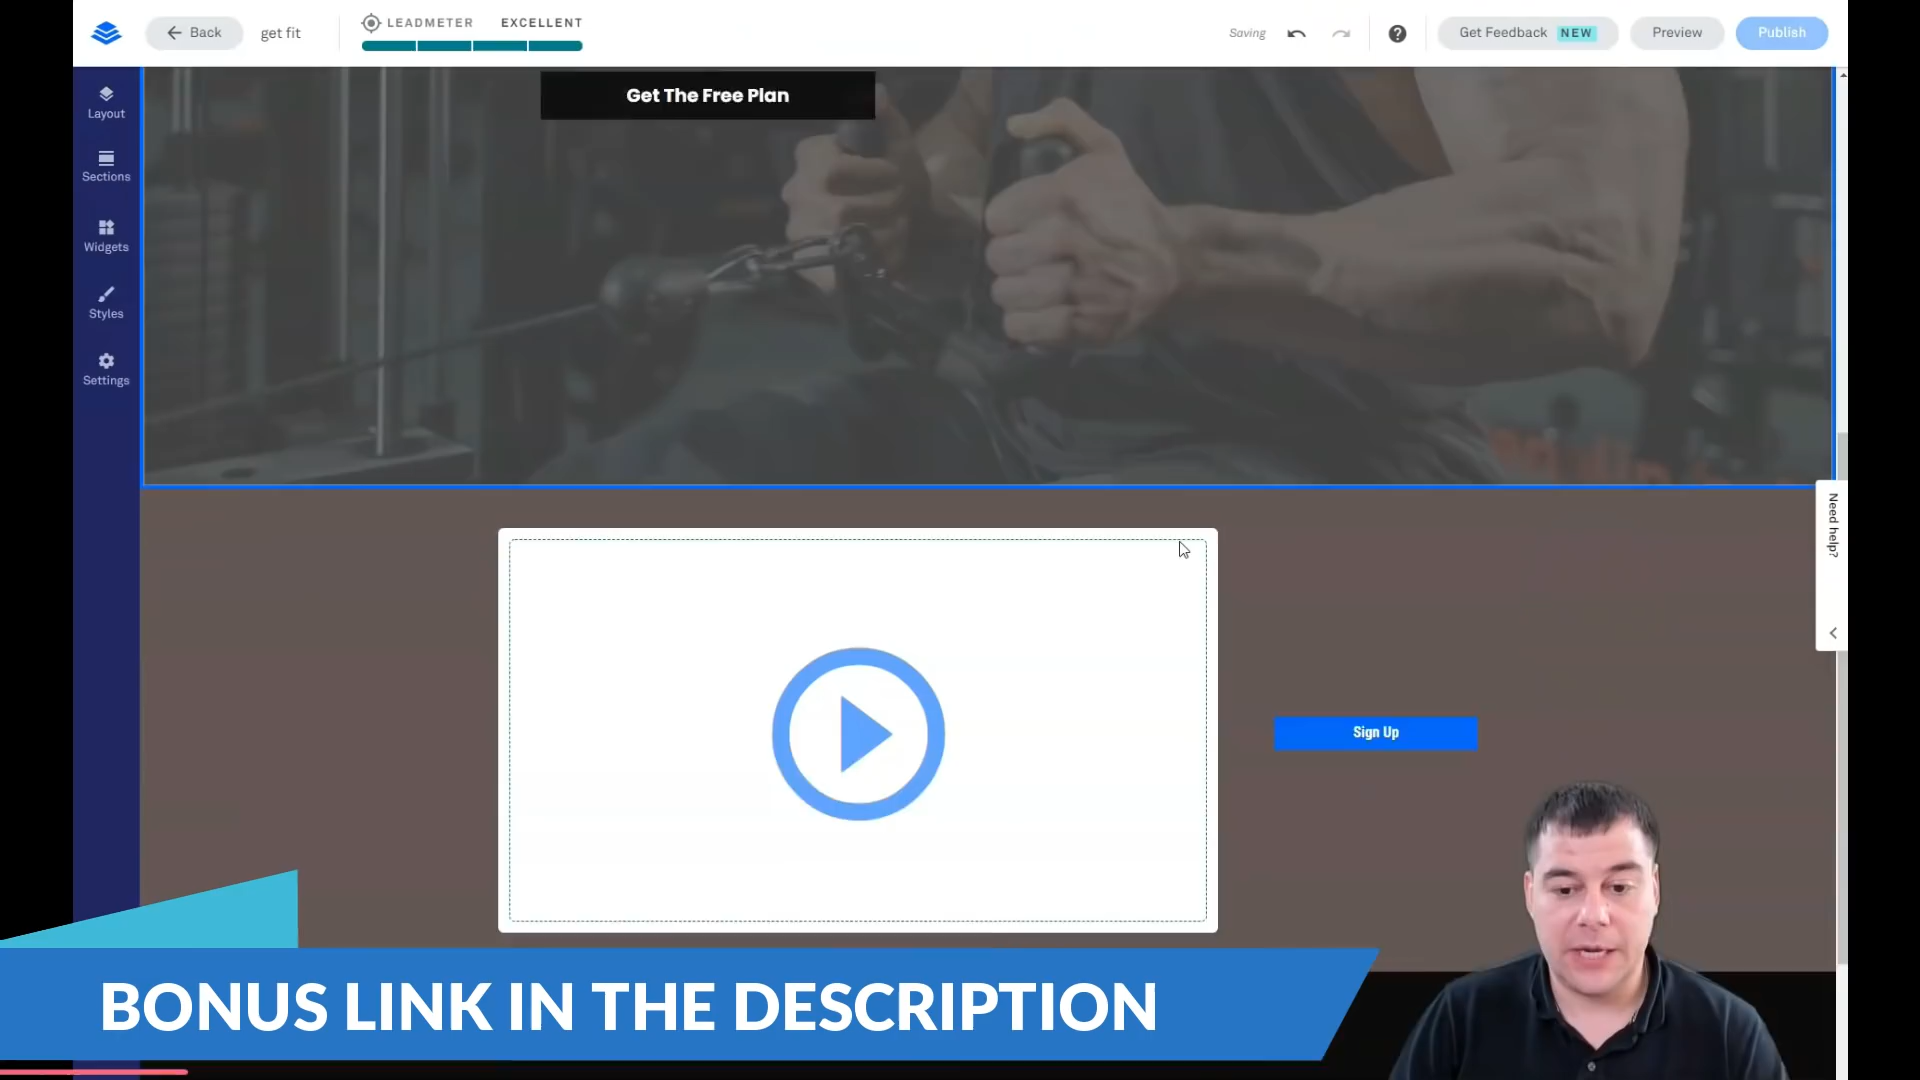 Back
get fit
LEADMETER EXCELLENT
Saving
Get Feedback NEW
Preview
Publish
Layout
Sections
Widgets
Styles
Settings
Get The Free Plan
Need help?
Sign Up
BONUS LINK IN THE DESCRIPTION